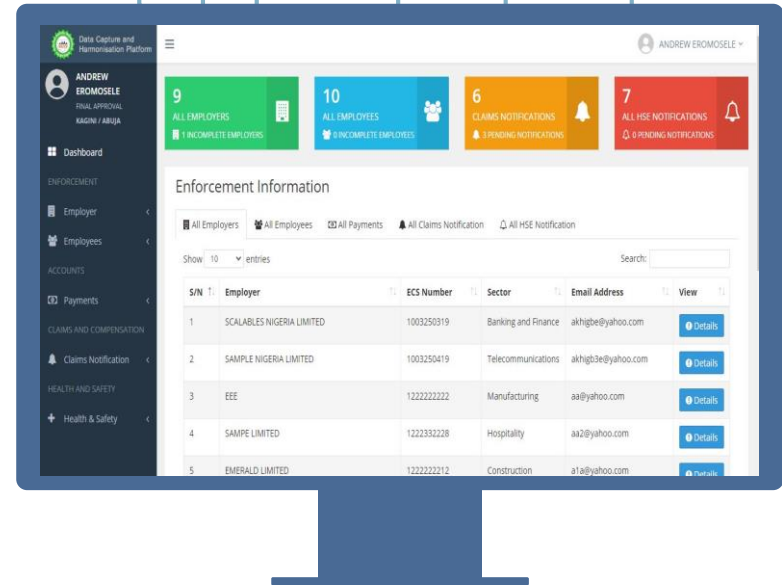 Data Capture and
Harmonisation Platform
ANDREW EROMOSELE
ANDREW
EROMOSELE
FINAL APPROVAL
KAGINI / ABUJA
Dashboard
ENFORCEMENT
Employer
Employees
ACCOUNTS
Payments
CLAIMS AND COMPENSATION
Claims Notification
HEALTH AND SAFETY
Health & Safety
9
ALL EMPLOYERS
1 INCOMPLETE EMPLOYERS
10
ALL EMPLOYEES
0 INCOMPLETE EMPLOYEES
6
CLAIMS NOTIFICATIONS
3 PENDING NOTIFICATIONS
7
ALL HSE NOTIFICATIONS
0 PENDING NOTIFICATIONS
Enforcement Information
All Employers All Employees All Payments All Claims Notification All HSE Notification
Show 10 entries Search:
S/N Employer ECS Number Sector Email Address View
1 SCALABLES NIGERIA LIMITED 1003250319 Banking and Finance akhigbe@yahoo.com Details
2 SAMPLE NIGERIA LIMITED 1003250419 Telecommunications akhigb3e@yahoo.com Details
3 EEE 1222222222 Manufacturing aa@yahoo.com Details
4 SAMPE LIMITED 1222332228 Hospitality aa2@yahoo.com Details
5 EMERALD LIMITED 1222222212 Construction a1a@yahoo.com Details